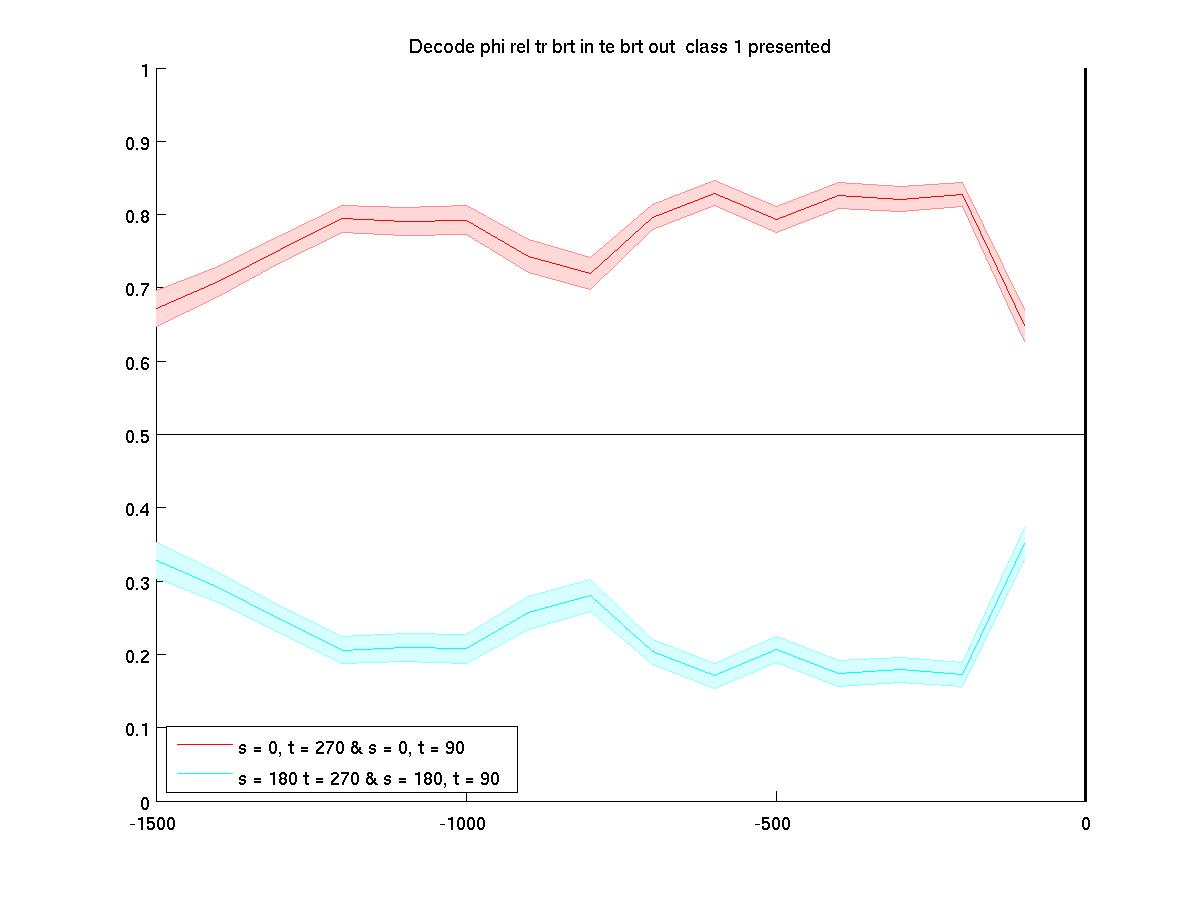 Decode phi rel tr brt in te brt out class 1 presented
1
0.9
0.8
0.7
0.6
0.5
0.4
0.3
0.2
0.1
0
s = 0, t = 270 & s = 0, t = 90
s = 180 t = 270 & s = 180, t = 90
-1500 -1000 -500 0